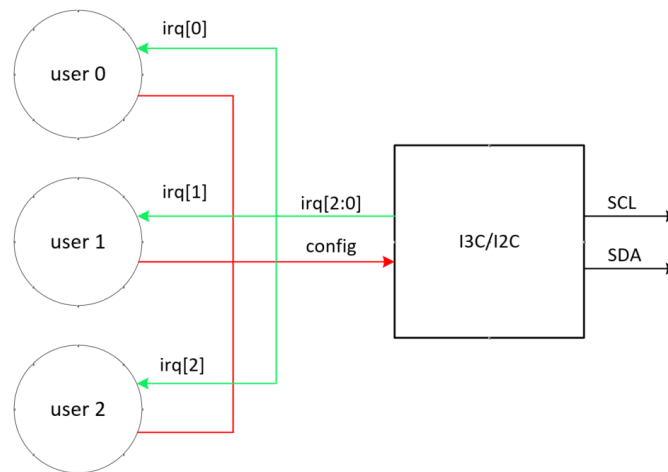 irq[0]
user 0
irq[1]
irq[2:0]
user 1
config
I3C/I2C
SCL
SDA
irq[2]
user 2